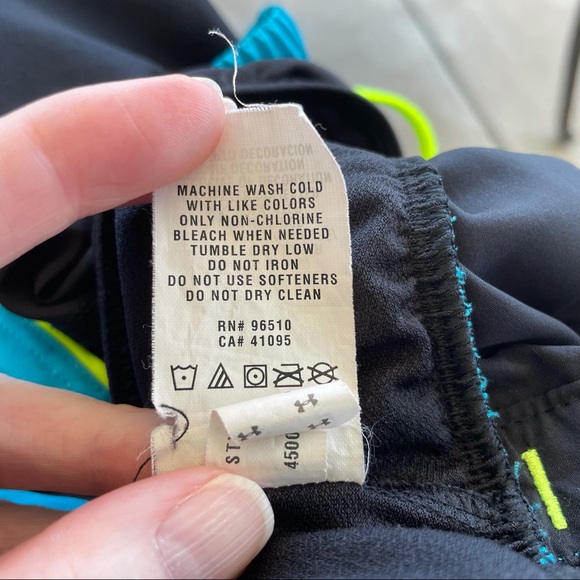 MACHINE WASH COLD
WITH LIKE COLORS
ONLY NON-CHLORINE
BLEACH WHEN NEEDED
TUMBLE DRY LOW
DO NOT IRON
DO NOT USE SOFTENERS
DO NOT DRY CLEAN
RN# 96510
CA# 41095
ST
4500